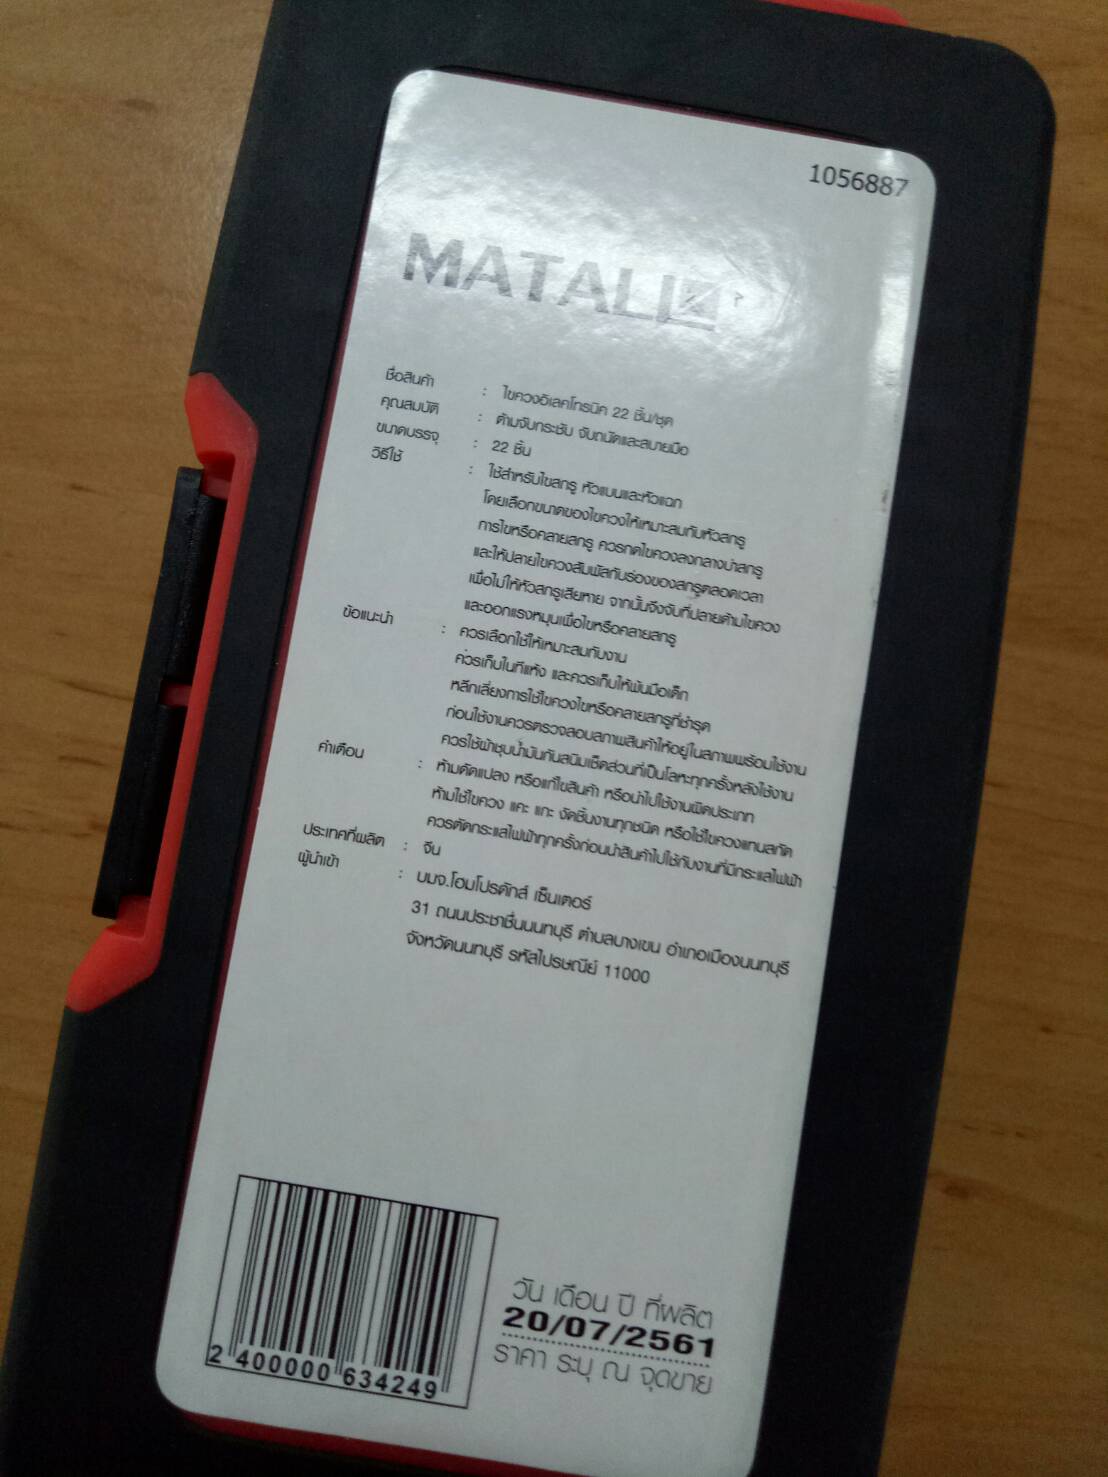 1056887
MATALL
ชื่อสินค้า : ไขควงอิเลคโทรนิค 22 ชิ้น/ชุด
คุณสมบัติ : ด้ามจับกระชับ จับถนัดและสบายมือ
ขนาดบรรจุ : 22 ชิ้น
วิธีใช้ : ใช้สำหรับไขสกรู หัวแบนและหัวแฉก
โดยเลือกขนาดของไขควงให้เหมาะสมกับหัวสกรู
การไขหรือคลายสกรู ควรกดไขควงลงกลางบ่าสกรู
และให้ปลายไขควงสัมผัสกับร่องของสกรูตลอดเวลา
เพื่อไม่ให้หัวสกรูเสียหาย จากนั้นจึงจับที่ปลายด้ามไขควง
และออกแรงหมุนเพื่อไขหรือคลายสกรู
ข้อแนะนำ : ควรเลือกใช้ให้เหมาะสมกับงาน
ควรเก็บในที่แห้ง และควรเก็บให้พ้นมือเด็ก
หลีกเลี่ยงการใช้ไขควงไขหรือคลายสกรูที่ชำรุด
ก่อนใช้งานควรตรวจสอบสภาพสินค้าให้อยู่ในสภาพพร้อมใช้งาน
ควรใช้ผ้าชุบน้ำมันกันสนิมเช็ดส่วนที่เป็นโลหะทุกครั้งหลังใช้งาน
คำเตือน : ห้ามดัดแปลง หรือแก้ไขสินค้า หรือนำไปใช้งานผิดประเภท
ห้ามใช้ไขควง แคะ แกะ งัดชิ้นงานทุกชนิด หรือใช้ไขควงแทนสกัด
ควรตัดกระแสไฟฟ้าทุกครั้งก่อนนำสินค้าไปใช้กับงานที่มีกระแสไฟฟ้า
ประเทศที่ผลิต : จีน
ผู้นำเข้า : บมจ.โฮมโปรดักส์ เซ็นเตอร์
31 ถนนประชาชื่นนนทบุรี ตำบลบางเขน อำเภอเมืองนนทบุรี
จังหวัดนนทบุรี รหัสไปรษณีย์ 11000
วัน เดือน ปี ที่ผลิต
20/07/2561
ราคา ระบุ ณ จุดขาย
2 400000 634249